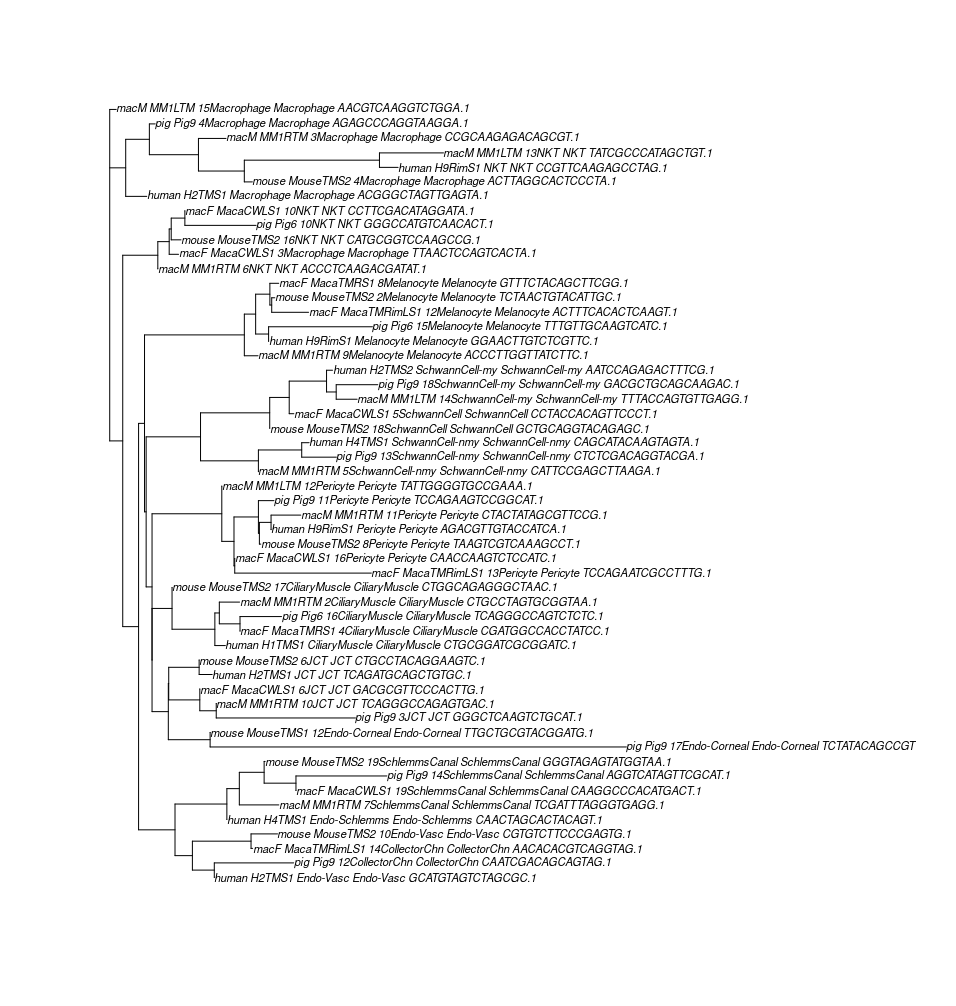 macM MM1LTM 15Macrophage Macrophage AACGTCAAGGTCTGGA.1
pig Pig9 4Macrophage Macrophage AGAGCCCAGGTAAGGA.1
macM MM1RTM 3Macrophage Macrophage CCGCAAGAGACAGCGT.1
macM MM1LTM 13NKT NKT TATCGCCCATAGCTGT.1
human H9RimS1 NKT NKT CCGTTCAAGAGCCTAG.1
mouse MouseTMS2 4Macrophage Macrophage ACTTAGGCACTCCCTA.1
human H2TMS1 Macrophage Macrophage ACGGGCTAGTTGAGTA.1
macF MacaCWLS1 10NKT NKT CCTTCGACATAGGATA.1
pig Pig6 10NKT NKT GGGCCATGTCAACACT.1
mouse MouseTMS2 16NKT NKT CATGCGGTCCAAGCCG.1
macF MacaCWLS1 3Macrophage Macrophage TTAACTCCAGTCACTA.1
macM MM1RTM 6NKT NKT ACCCTCAAGACGATAT.1
macF MacaTMRS1 8Melanocyte Melanocyte GTTTCTACAGCTTCGG.1
mouse MouseTMS2 2Melanocyte Melanocyte TCTAACTGTACATTGC.1
macF MacaTMRimLS1 12Melanocyte Melanocyte ACTTTCACACTCAAGT.1
pig Pig6 15Melanocyte Melanocyte TTTGTTGCAAGTCATC.1
human H9RimS1 Melanocyte Melanocyte GGAACTTGTCTCGTTC.1
macM MM1RTM 9Melanocyte Melanocyte ACCCTTGGTTATCTTC.1
human H2TMS2 SchwannCell-my SchwannCell-my AATCCAGAGACTTTCG.1
pig Pig9 18SchwannCell-my SchwannCell-my GACGCTGCAGCAAGAC.1
macM MM1LTM 14SchwannCell-my SchwannCell-my TTTACCAGTGTTGAGG.1
macF MacaCWLS1 5SchwannCell SchwannCell CCTACCACAGTTCCCT.1
mouse MouseTMS2 18SchwannCell SchwannCell GCTGCAGGTACAGAGC.1
human H4TMS1 SchwannCell-nmy SchwannCell-nmy CAGCATACAAGTAGTA.1
pig Pig9 13SchwannCell-nmy SchwannCell-nmy CTCTCGACAGGTACGA.1
macM MM1RTM 5SchwannCell-nmy SchwannCell-nmy CATTCCGAGCTTAAGA.1
macM MM1LTM 12Pericyte Pericyte TATTGGGGTGCCGAAA.1
pig Pig9 11Pericyte Pericyte TCCAGAAGTCCGGCAT.1
macM MM1RTM 11Pericyte Pericyte CTACTATAGCGTTCCG.1
human H9RimS1 Pericyte Pericyte AGACGTTGTACCATCA.1
mouse MouseTMS2 8Pericyte Pericyte TAAGTCGTCAAAGCCT.1
macF MacaCWLS1 16Pericyte Pericyte CAACCAAGTCTCCATC.1
macF MacaTMRimLS1 13Pericyte Pericyte TCCAGAATCGCCTTTG.1
mouse MouseTMS2 17CiliaryMuscle CiliaryMuscle CTGGCAGAGGGCTAAC.1
macM MM1RTM 2CiliaryMuscle CiliaryMuscle CTGCCTAGTGCGGTAA.1
pig Pig6 16CiliaryMuscle CiliaryMuscle TCAGGGCCAGTCTCTC.1
macF MacaTMRS1 4CiliaryMuscle CiliaryMuscle CGATGGCCACCTATCC.1
human H1TMS1 CiliaryMuscle CiliaryMuscle CTGCGGATCGCGGATC.1
mouse MouseTMS2 6JCT JCT CTGCCTACAGGAAGTC.1
human H2TMS1 JCT JCT TCAGATGCAGCTGTGC.1
macF MacaCWLS1 6JCT JCT GACGCGTTCCCACTTG.1
macM MM1RTM 10JCT JCT TCAGGGCCAGAGTGAC.1
pig Pig9 3JCT JCT GGGCTCAAGTCTGCAT.1
mouse MouseTMS1 12Endo-Corneal Endo-Corneal TTGCTGCGTACGGATG.1
pig Pig9 17Endo-Corneal Endo-Corneal TCTATACAGCCGT
mouse MouseTMS2 19SchlemmsCanal SchlemmsCanal GGGTAGAGTATGGTAA.1
pig Pig9 14SchlemmsCanal SchlemmsCanal AGGTCATAGTTCGCAT.1
macF MacaCWLS1 19SchlemmsCanal SchlemmsCanal CAAGGCCCACATGACT.1
macM MM1RTM 7SchlemmsCanal SchlemmsCanal TCGATTTAGGGTGAGG.1
human H4TMS1 Endo-Schlemms Endo-Schlemms CAACTAGCACTACAGT.1
mouse MouseTMS2 10Endo-Vasc Endo-Vasc CGTGTCTTCCCGAGTG.1
macF MacaTMRimLS1 14CollectorChn CollectorChn AACACACGTCAGGTAG.1
pig Pig9 12CollectorChn CollectorChn CAATCGACAGCAGTAG.1
human H2TMS1 Endo-Vasc Endo-Vasc GCATGTAGTCTAGCGC.1